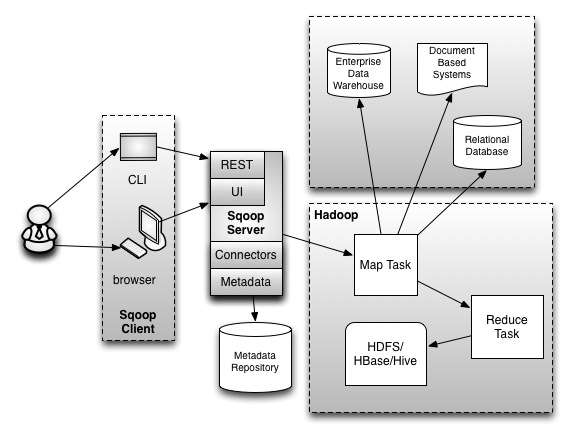 Enterprise
Data
Warehouse
Document
Based
Systems
Relational
Database
CLI
browser
Sqoop
Client
REST
UI
Sqoop
Server
Connectors
Metadata
Metadata
Repository
Hadoop
Map Task
Reduce
Task
HDFS/
HBase/Hive